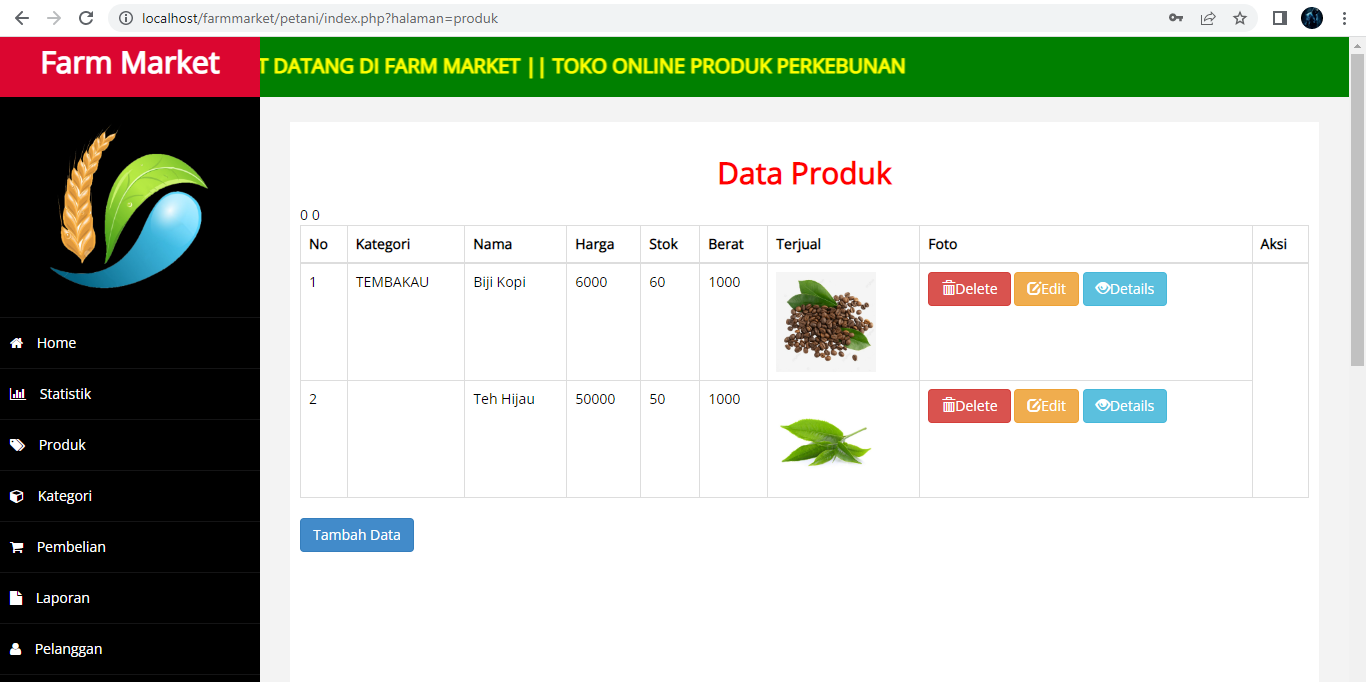 localhost/farmmarket/petani/index.php?halaman=produk
Farm Market
T DATANG DI FARM MARKET || TOKO ONLINE PRODUK PERKEBUNAN
Home
Statistik
Produk
Kategori
Pembelian
Laporan
Pelanggan
Data Produk
0 0
No Kategori Nama Harga Stok Berat Terjual Foto Aksi
1 TEMBAKAU Biji Kopi 6000 60 1000 Delete Edit Details
2 Teh Hijau 50000 50 1000 Delete Edit Details
Tambah Data